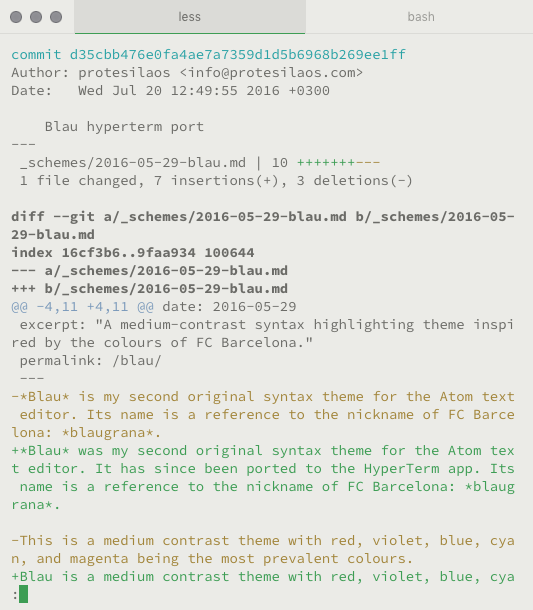 less
bash
commit d35cbb476e0fa4ae7a7359d1d5b6968b269ee1ff
Author: protesilaos <info@protesilaos.com>
Date:   Wed Jul 20 12:49:55 2016 +0300

    Blau hyperterm port
---
 _schemes/2016-05-29-blau.md | 10 +++++++---
 1 file changed, 7 insertions(+), 3 deletions(-)

diff --git a/_schemes/2016-05-29-blau.md b/_schemes/2016-05-
29-blau.md
index 16cf3b6..9faa934 100644
--- a/_schemes/2016-05-29-blau.md
+++ b/_schemes/2016-05-29-blau.md
@@ -4,11 +4,11 @@ date: 2016-05-29
 excerpt: "A medium-contrast syntax highlighting theme inspi
red by the colours of FC Barcelona."
 permalink: /blau/
 ---
-*Blau* is my second original syntax theme for the Atom text
 editor. Its name is a reference to the nickname of FC Barce
lona: *blaugrana*.
+*Blau* was my second original syntax theme for the Atom tex
t editor. It has since been ported to the HyperTerm app. Its
 name is a reference to the nickname of FC Barcelona: *blaug
rana*.

-This is a medium contrast theme with red, violet, blue, cya
n, and magenta being the most prevalent colours.
+Blau is a medium contrast theme with red, violet, blue, cya
: